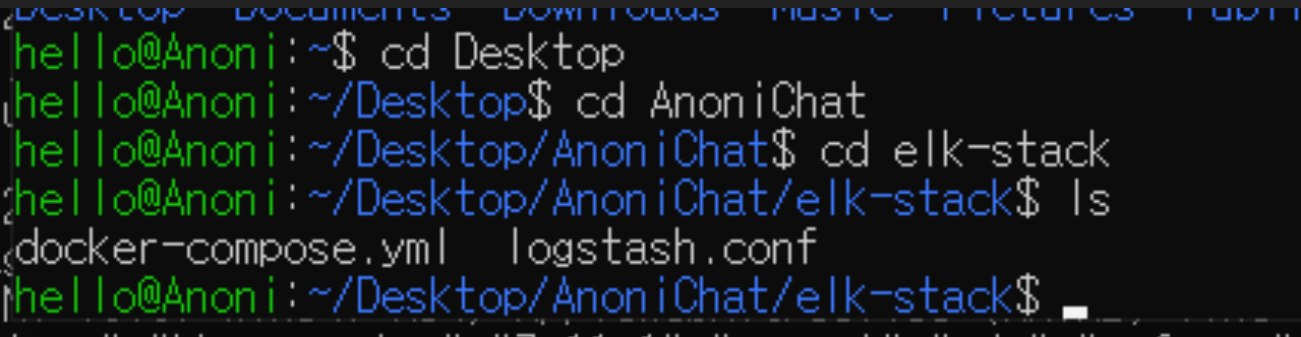 Desktop Documents Downloads Music Pictures
hello@Anoni:~$ cd Desktop
hello@Anoni:~/Desktop$ cd AnoniChat
hello@Anoni:~/Desktop/AnoniChat$ cd elk-stack
hello@Anoni:~/Desktop/AnoniChat/elk-stack$ ls
docker-compose.yml  logstash.conf
hello@Anoni:~/Desktop/AnoniChat/elk-stack$